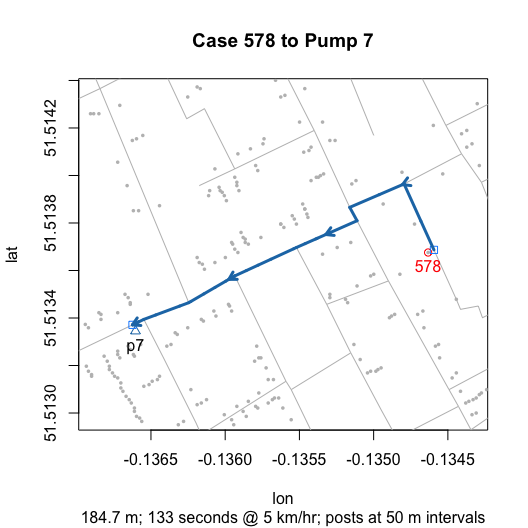 Case 578 to Pump 7
lat
51.5142
51.5138
51.5134
51.5130
578
p7
-0.1365
-0.1360
-0.1355
-0.1350
-0.1345
lon
184.7 m; 133 seconds @ 5 km/hr; posts at 50 m intervals